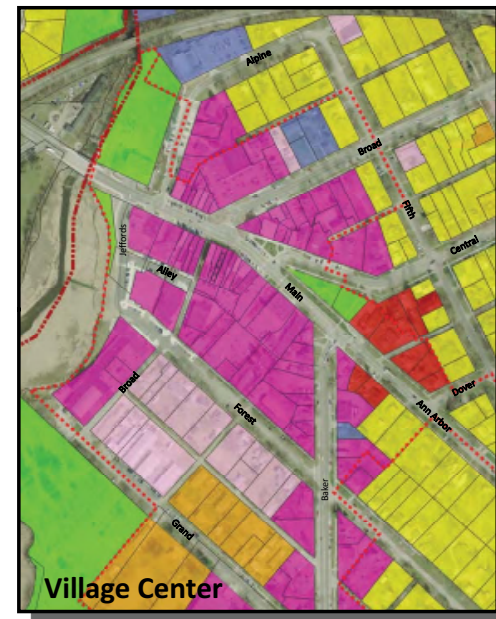 Alpine
Broad
Fifth
Jeffords
Central
Alley
Main
Broad
Forest
Dover
Ann Arbor
Baker
Grand
Village Center